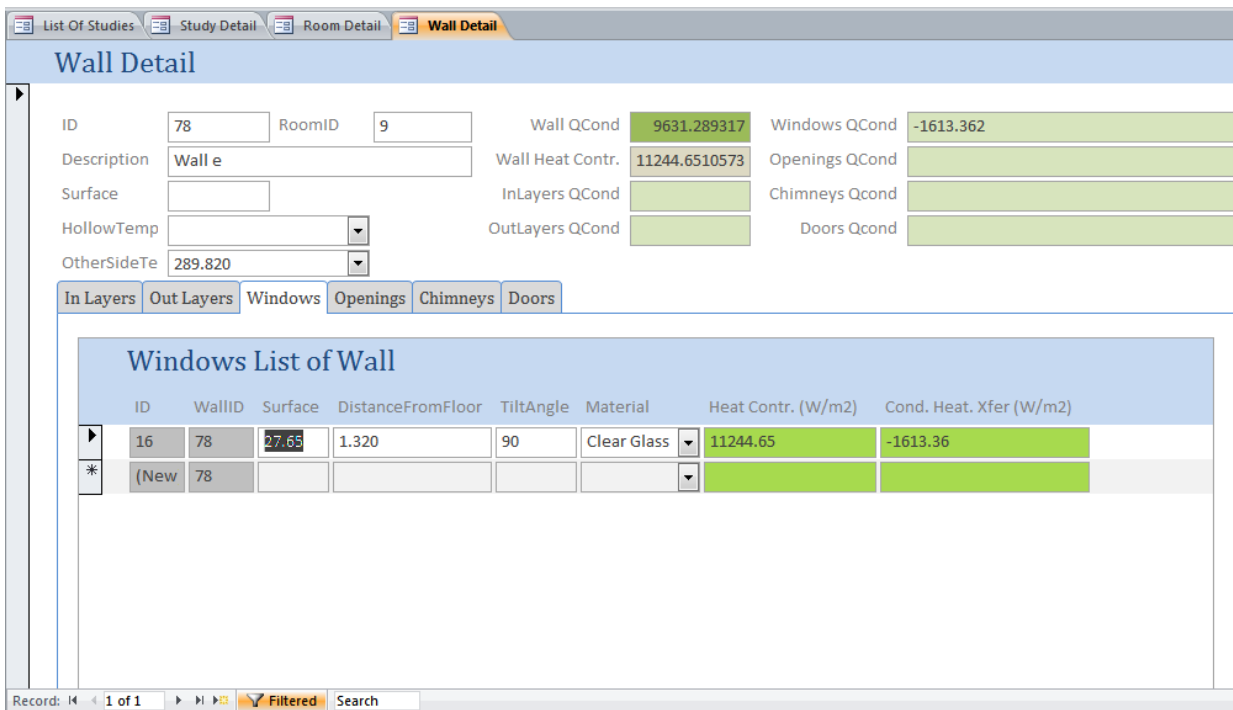 List Of Studies Study Detail Room Detail Wall Detail
Wall Detail
ID 78 RoomID 9 Wall QCond 9631.289317 Windows QCond -1613.362
Description Wall e Wall Heat Contr. 11244.6510573 Openings QCond
Surface InLayers QCond Chimneys Qcond
HollowTemp OutLayers QCond Doors Qcond
OtherSideTe 289.820
In Layers Out Layers Windows Openings Chimneys Doors
Windows List of Wall
ID WallID Surface DistanceFromFloor TiltAngle Material Heat Contr. (W/m2) Cond. Heat. Xfer (W/m2)
16 78 27.65 1.320 90 Clear Glass 11244.65 -1613.36
* (New 78
Record: 1 of 1 Filtered Search